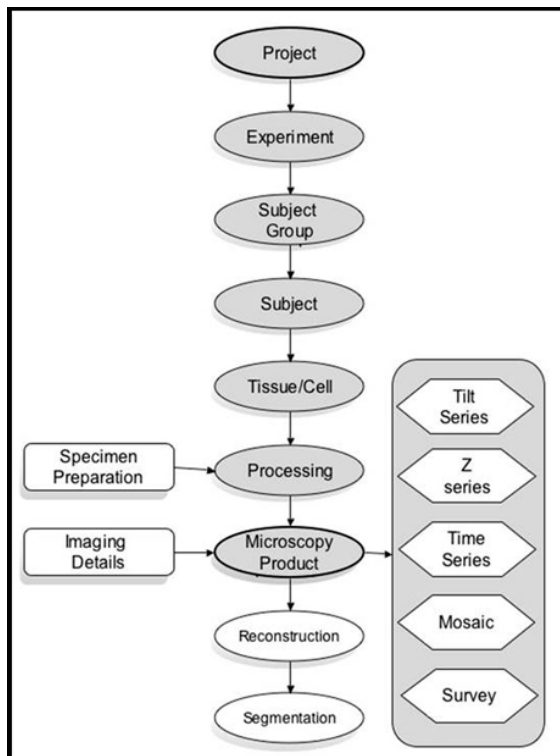 Project
Experiment
Subject
Group
Subject
Tissue/Cell
Specimen
Preparation
Processing
Imaging
Details
Microscopy
Product
Reconstruction
Segmentation
Tilt
Series
Z
series
Time
Series
Mosaic
Survey